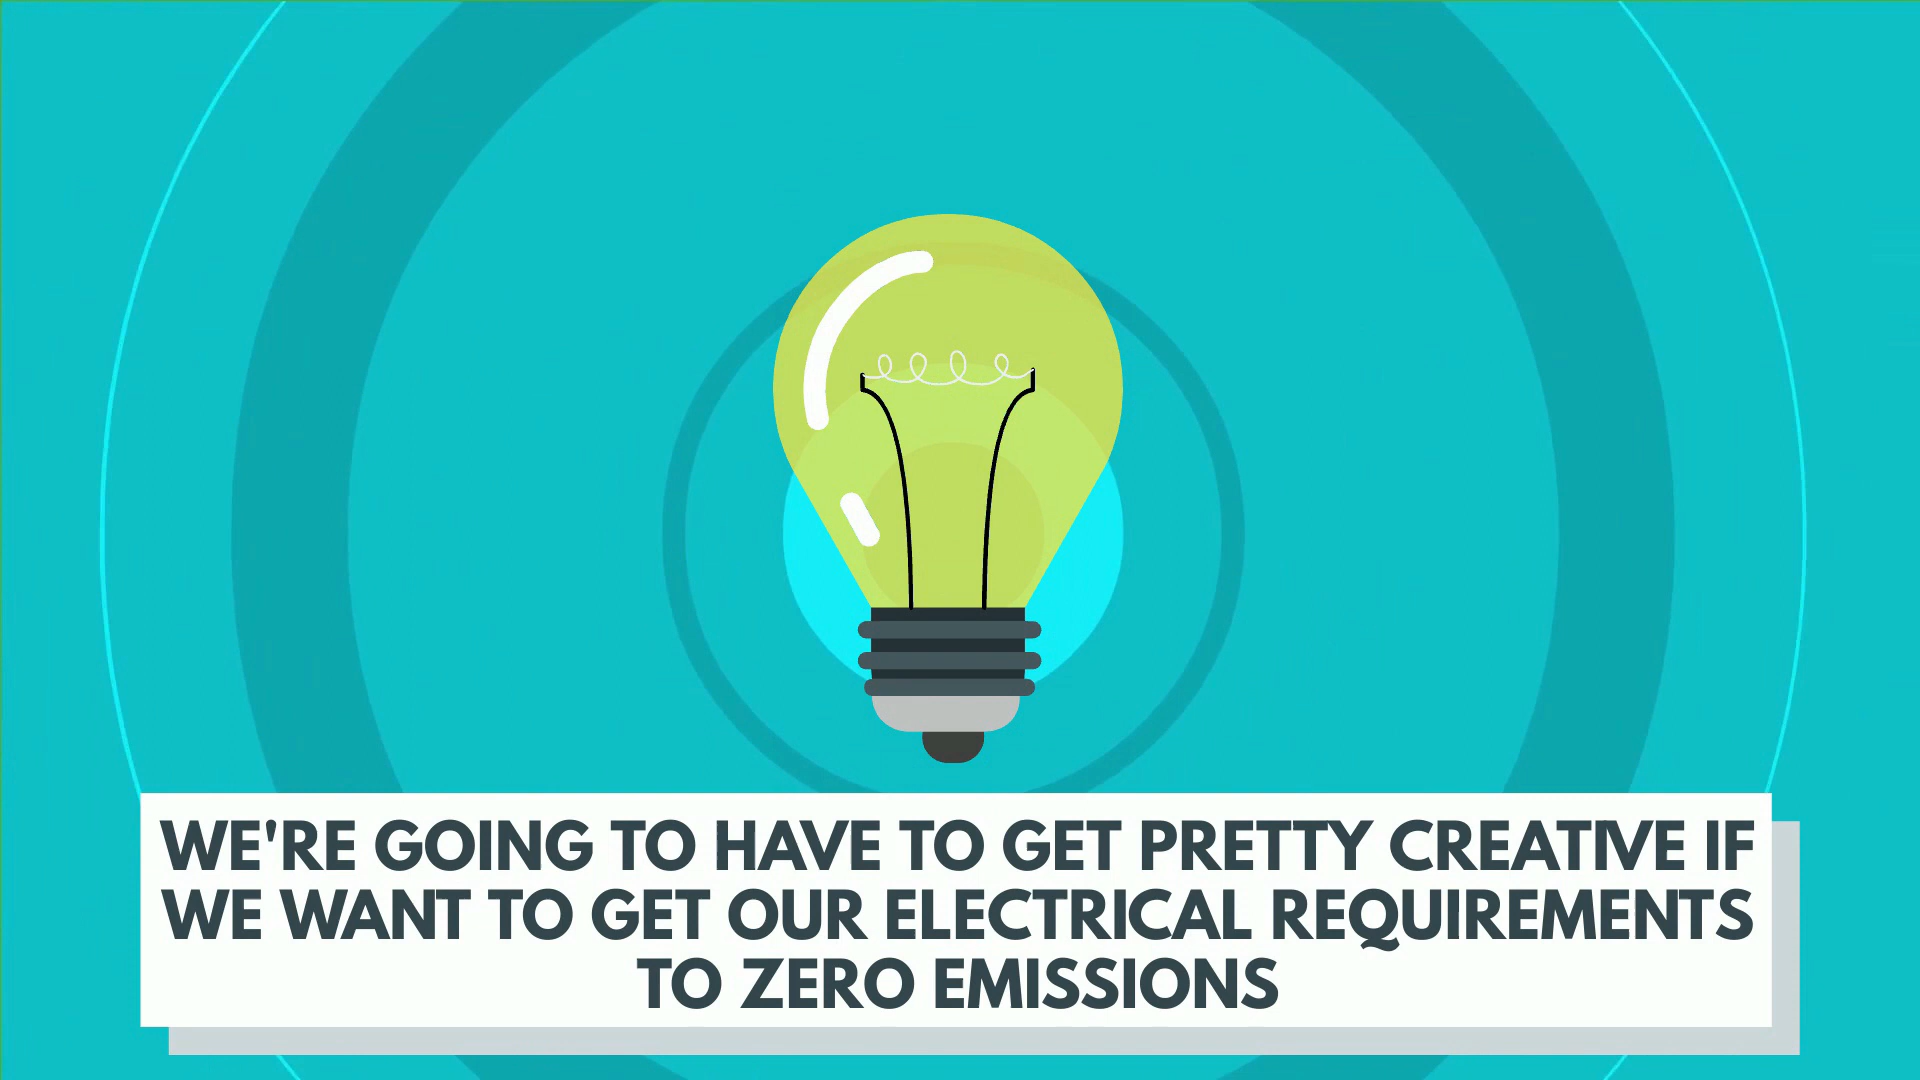 WE'RE GOING TO HAVE TO GET PRETTY CREATIVE IF
WE WANT TO GET OUR ELECTRICAL REQUIREMENTS
TO ZERO EMISSIONS